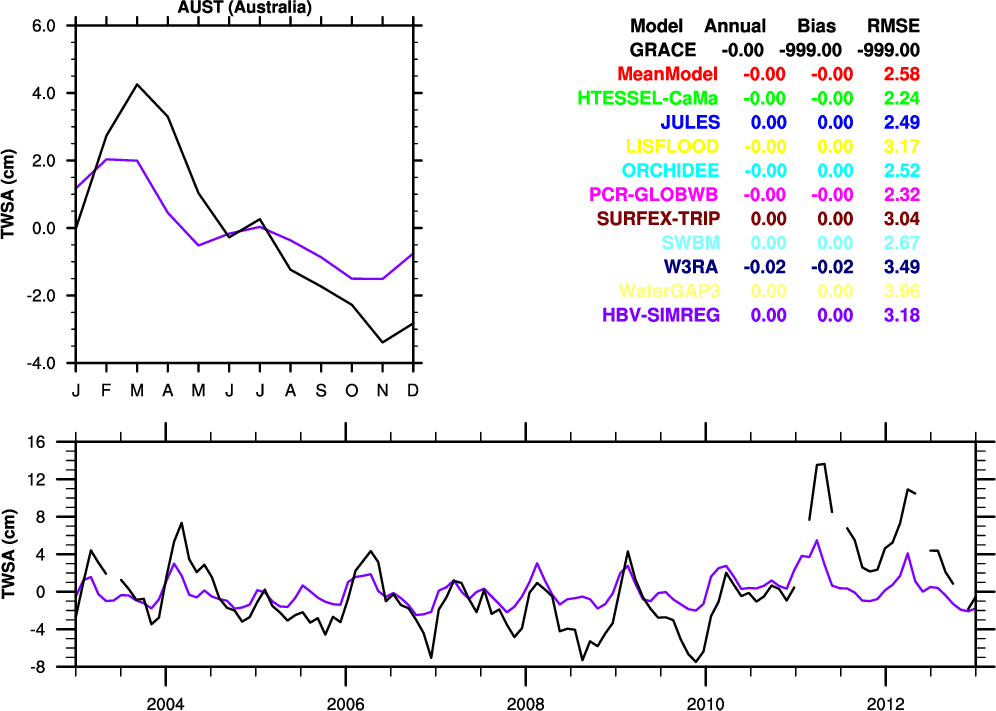 AUST (Australia)
6.0
4.0
2.0
0.0
-2.0
-4.0
TWSA (cm)
J F M A M J J A S O N D
Model Annual Bias RMSE
GRACE -0.00 -999.00 -999.00
MeanModel -0.00 -0.00 2.58
HTESSEL-CaMa -0.00 -0.00 2.24
JULES 0.00 0.00 2.49
LISFLOOD -0.00 0.00 3.17
ORCHIDEE -0.00 0.00 2.52
PCR-GLOBWB -0.00 -0.00 2.32
SURFEX-TRIP 0.00 0.00 3.04
SWBM 0.00 0.00 2.67
W3RA -0.02 -0.02 3.49
WaterGAP3 0.00 0.00 3.96
HBV-SIMREG 0.00 0.00 3.18
16
12
8
4
0
-4
-8
TWSA (cm)
2004 2006 2008 2010 2012